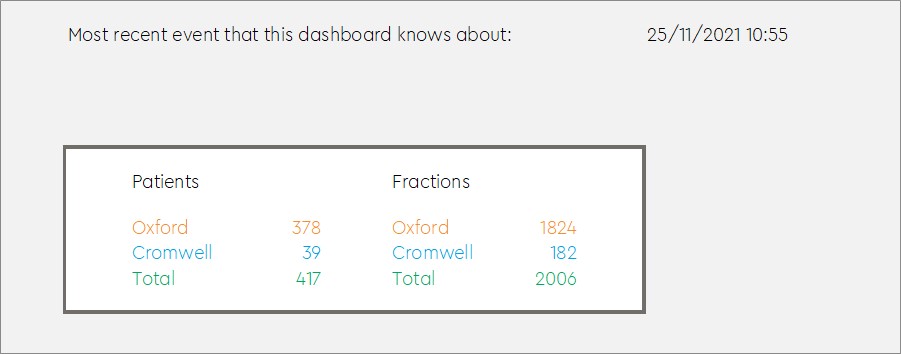 Most recent event that this dashboard knows about: 25/11/2021 10:55
Patients Fractions
Oxford 378 Oxford 1824
Cromwell 39 Cromwell 182
Total 417 Total 2006